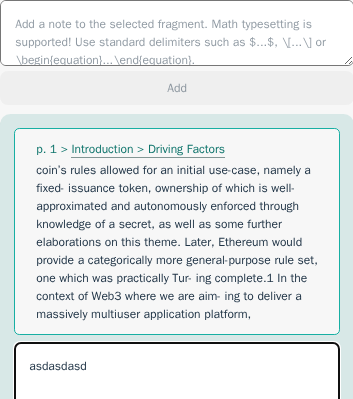 Add a note to the selected fragment. Math typesetting is
supported! Use standard delimiters such as $...$, \[...\] or
\begin{equation}...\end{equation}.
Add
p. 1 > Introduction > Driving Factors
coin's rules allowed for an initial use-case, namely a
fixed- issuance token, ownership of which is well-
approximated and autonomously enforced through
knowledge of a secret, as well as some further
elaborations on this theme. Later, Ethereum would
provide a categorically more general-purpose rule set,
one which was practically Tur- ing complete.1 In the
context of Web3 where we are aim- ing to deliver a
massively multiuser application platform,
asdasdasd